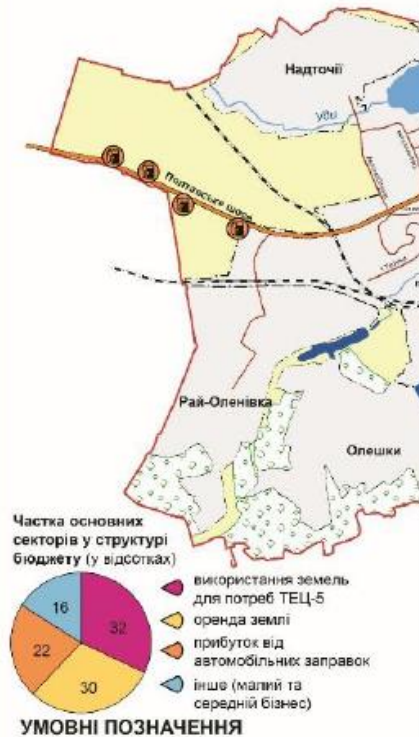 Надточії
Уди
Полтавське шосе
Рай-Оленівка
Олешки
Частка основних
секторів у структурі
бюджету (у відсотках)
16
32
22
30
використання земель
для потреб ТЕЦ-5
оренда землі
прибуток від
автомобільних заправок
інше (малий та
середній бізнес)
УМОВНІ ПОЗНАЧЕННЯ